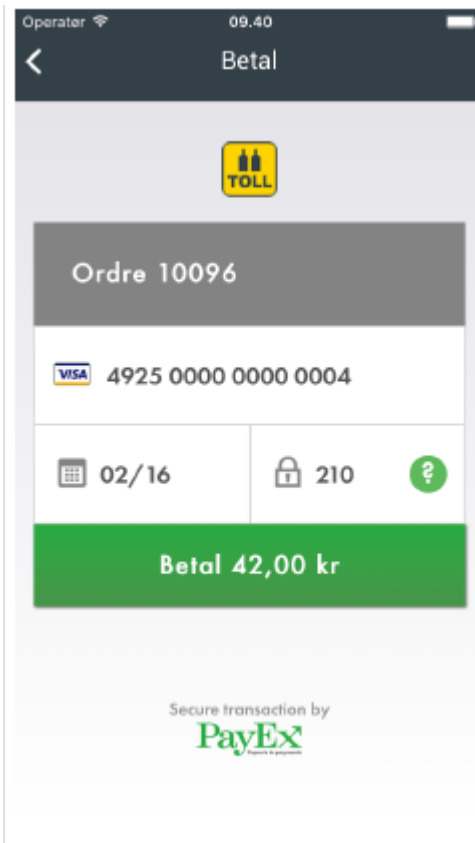 Operatør 09.40
Betal
TOLL
Ordre 10096
VISA 4925 0000 0000 0004
02/16 210 ?
Betal 42,00 kr
Secure transaction by
PayEx